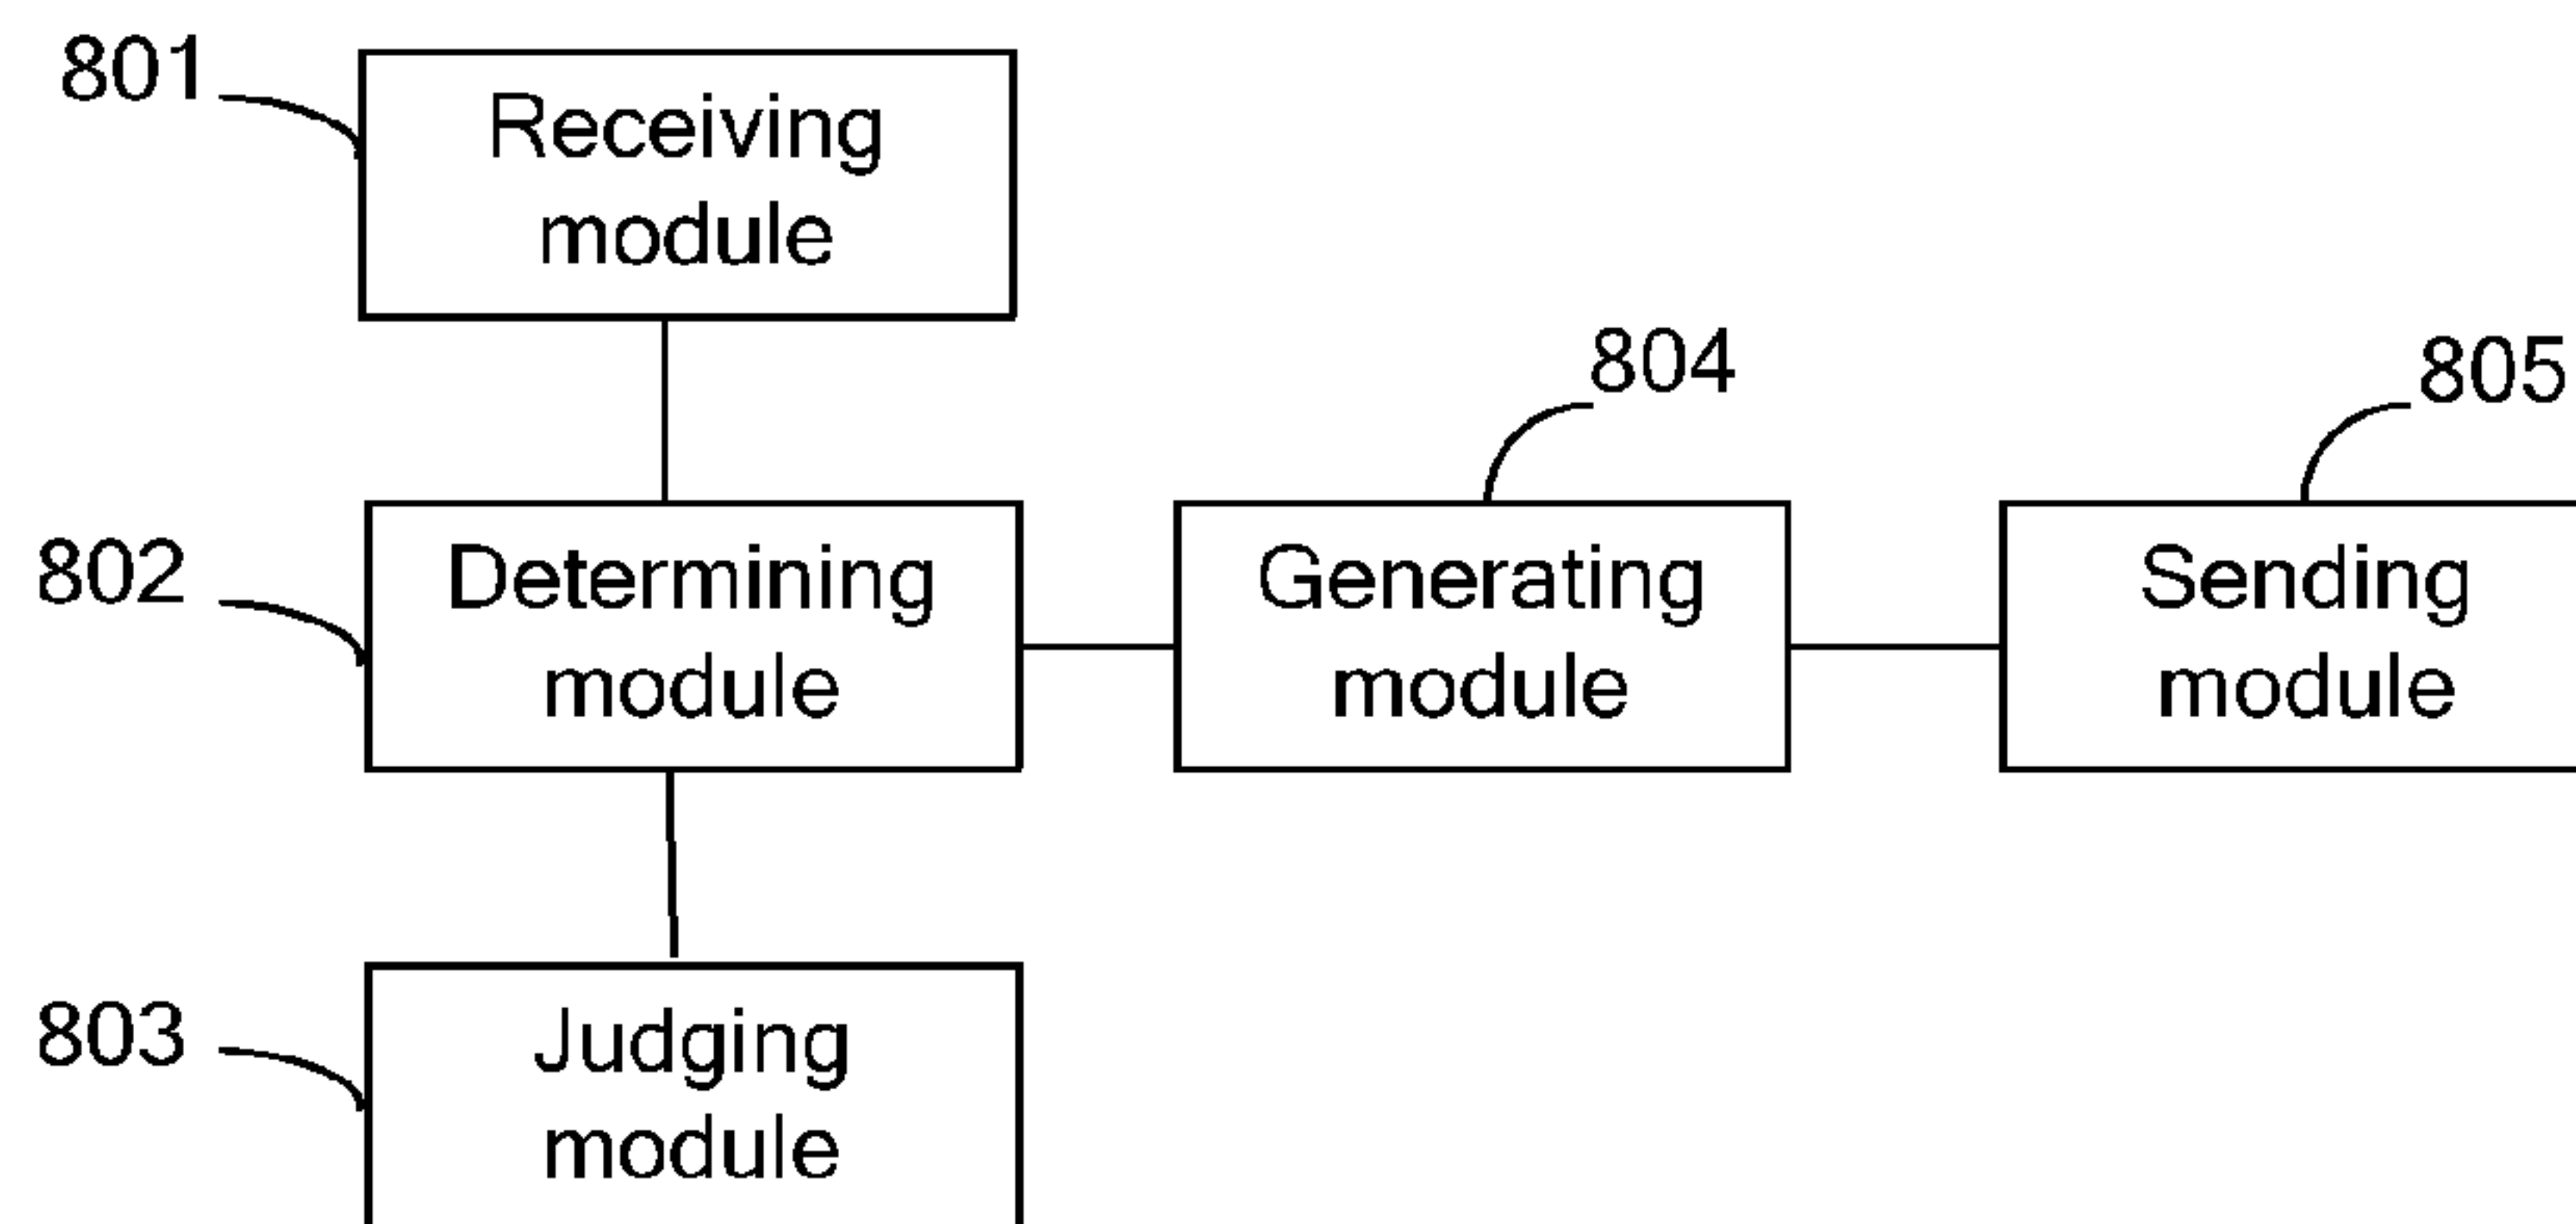 801
Receiving
module
804
805
802
Determining
module
Generating
module
Sending
module
803
Judging
module